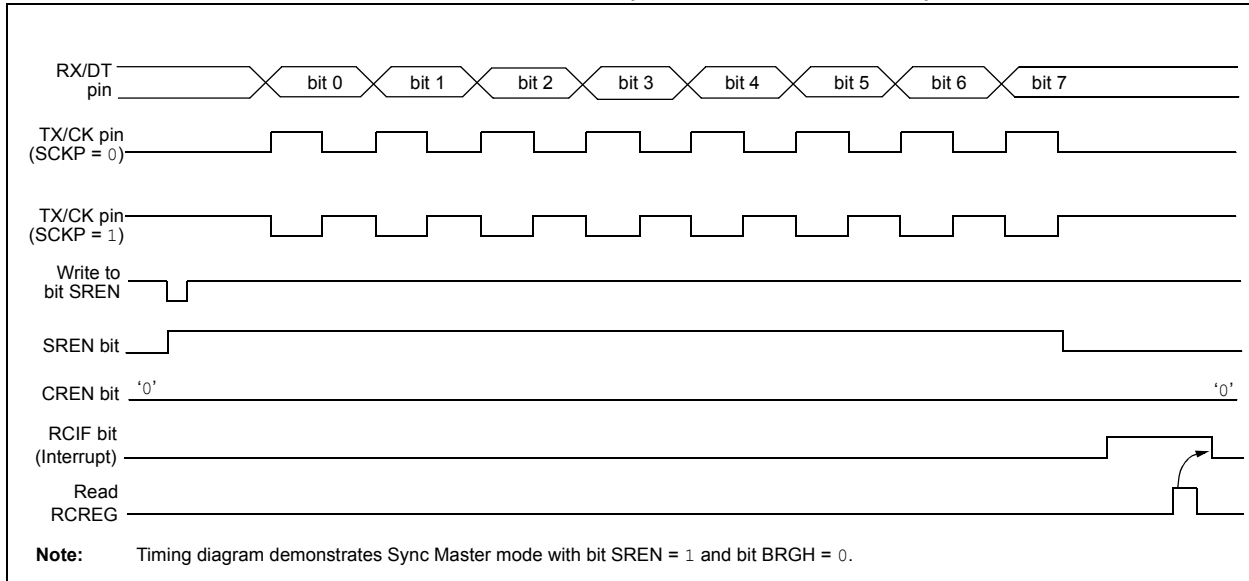 RX/DT
pin
bit 0 bit 1 bit 2 bit 3 bit 4 bit 5 bit 6 bit 7
TX/CK pin
(SCKP = 0)
TX/CK pin
(SCKP = 1)
Write to
bit SREN
SREN bit
CREN bit ‘0’ ‘0’
RCIF bit
(Interrupt)
Read
RCREG
Note: Timing diagram demonstrates Sync Master mode with bit SREN = 1 and bit BRGH = 0.